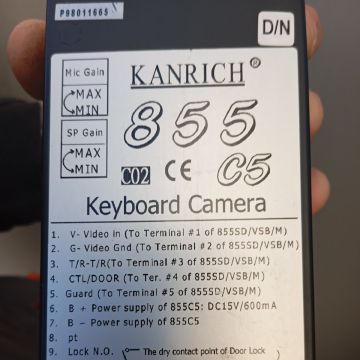 P98011665
D/N
Mic Gain
MAX
MIN
SP Gain
MAX
MIN
KANRICH®
855
C02 CE C5
Keyboard Camera
1. V- Video in (To Terminal #1 of 855SD/VSB/M)
2. G- Video Gnd (To Terminal #2 of 855SD/VSB/M)
3. T/R-T/R(To Terminal #3 of 855SD/VSB/M)
4. CTL/DOOR (To Ter. #4 of 855SD/VSB/M)
5. Guard (To Terminal #5 of 855SD/VSB/M)
6. B + Power supply of 855C5: DC15V/600mA
7. B - Power supply of 855C5
8. pt
9. Lock N.O. The dry contact point of Door Lock